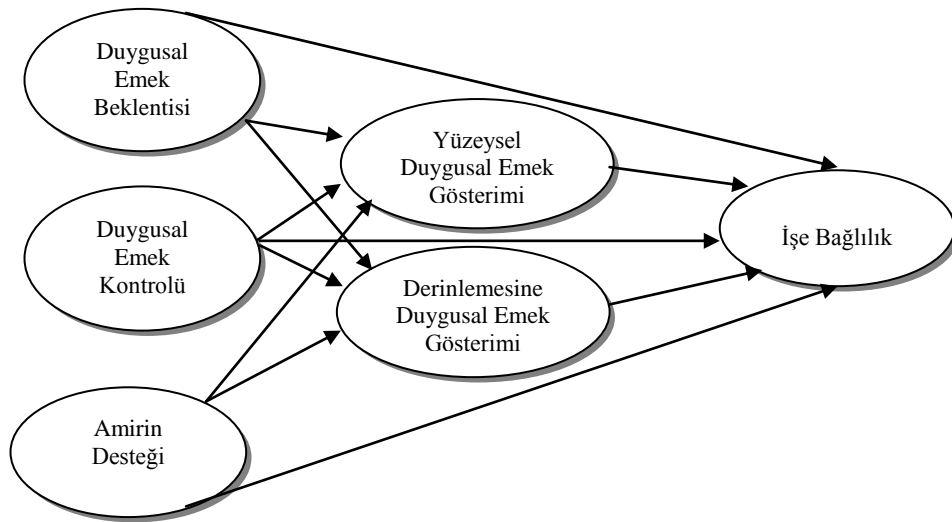 Duygusal
Emek
Beklentisi
Yüzeysel
Duygusal Emek
Gösterimi
Duygusal
Emek
Kontrolü
İşe Bağlılık
Derinlemesine
Duygusal Emek
Gösterimi
Amirin
Desteği